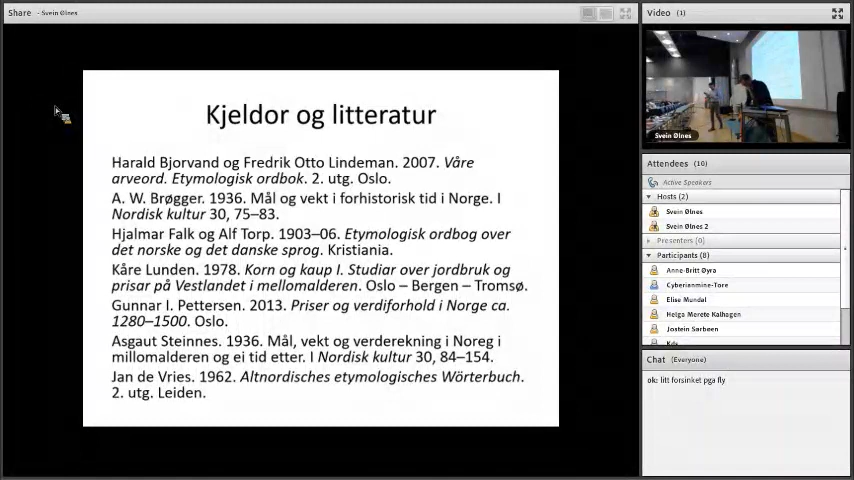 Share - Svein Ølnes
Kjeldor og litteratur
Harald Bjorvand og Fredrik Otto Lindeman. 2007. Våre
arveord. Etymologisk ordbok. 2. utg. Oslo.
A. W. Brøgger. 1936. Mål og vekt i forhistorisk tid i Norge. I
Nordisk kultur 30, 75–83.
Hjalmar Falk og Alf Torp. 1903–06. Etymologisk ordbog over
det norske og det danske sprog. Kristiania.
Kåre Lunden. 1978. Korn og kaup I. Studiar over jordbruk og
prisar på Vestlandet i mellomalderen. Oslo – Bergen – Tromsø.
Gunnar I. Pettersen. 2013. Priser og verdiforhold i Norge ca.
1280–1500. Oslo.
Asgaut Steinnes. 1936. Mål, vekt og verderekning i Noreg i
millomalderen og ei tid etter. I Nordisk kultur 30, 84–154.
Jan de Vries. 1962. Altnordisches etymologisches Wörterbuch.
2. utg. Leiden.
Video (1)
Svein Ølnes
Attendees (10)
Active Speakers
Hosts (2)
Svein Ølnes
Svein Ølnes 2
Presenters (0)
Participants (8)
Anne-Britt Øyra
Cyberianmine-Tore
Elise Mundal
Helga Merete Kalhagen
Jostein Sørbøen
Chat (Everyone)
ok: litt forsinket pga fly